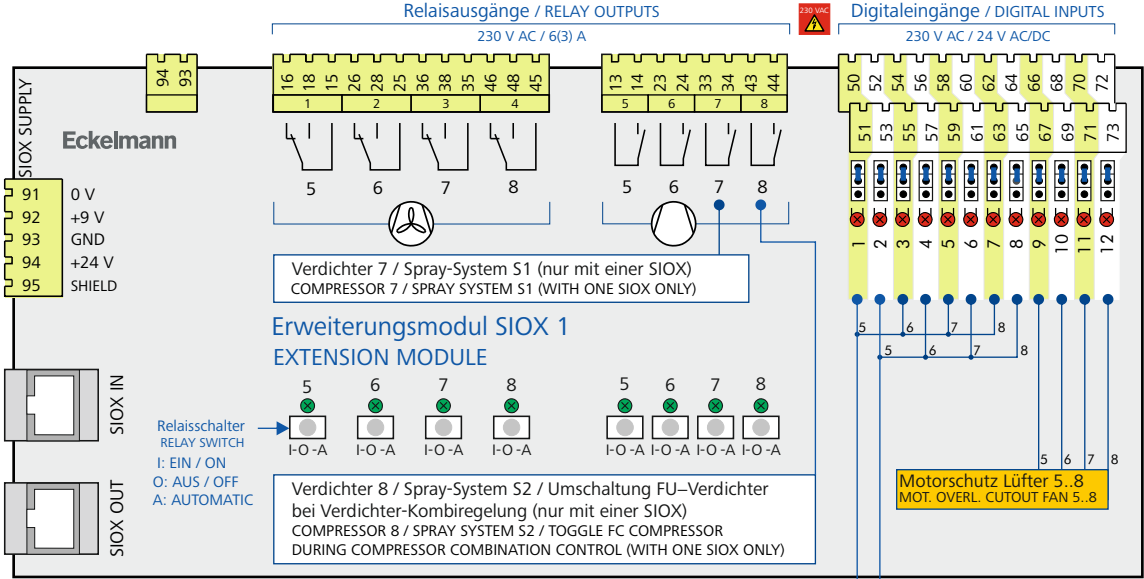 Relaisausgänge / RELAY OUTPUTS
230 V AC / 6(3) A
230 VAC
Digitaleingänge / DIGITAL INPUTS
230 V AC / 24 V AC/DC
94 93
16 18 15 26 28 25 36 38 35 46 48 45
1 2 3 4
13 14 23 24 33 34 43 44
5 6 7 8
50 52 54 56 58 60 62 64 66 68 70 72
51 53 55 57 59 61 63 65 67 69 71 73
SIOX SUPPLY
Eckelmann
5 6 7 8
5 6 7 8
91 0 V
92 +9 V
93 GND
94 +24 V
95 SHIELD
1 2 3 4 5 6 7 8 9 10 11 12
Verdichter 7 / Spray-System S1 (nur mit einer SIOX)
COMPRESSOR 7 / SPRAY SYSTEM S1 (WITH ONE SIOX ONLY)
Erweiterungsmodul SIOX 1
EXTENSION MODULE
5 6 7 8
5 6 7 8
SIOX IN
5 6 7 8
5 6 7 8
Relaisschalter
RELAY SWITCH
I: EIN / ON
O: AUS / OFF
A: AUTOMATIC
I-O -A I-O -A I-O -A I-O -A
I-O -A I-O -A I-O -A I-O -A
5 6 7 8
Motorschutz Lüfter 5..8
MOT. OVERL. CUTOUT FAN 5..8
SIOX OUT
Verdichter 8 / Spray-System S2 / Umschaltung FU–Verdichter
bei Verdichter-Kombiregelung (nur mit einer SIOX)
COMPRESSOR 8 / SPRAY SYSTEM S2 / TOGGLE FC COMPRESSOR
DURING COMPRESSOR COMBINATION CONTROL (WITH ONE SIOX ONLY)